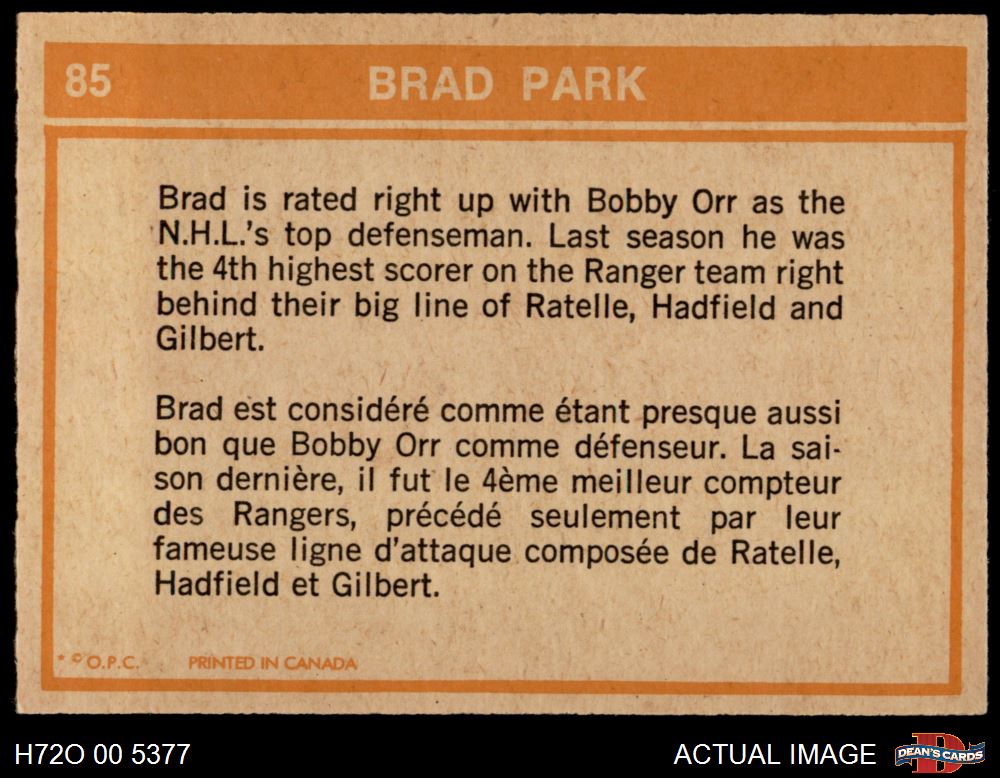 85 BRAD PARK
Brad is rated right up with Bobby Orr as the
N.H.L.'s top defenseman. Last season he was
the 4th highest scorer on the Ranger team right
behind their big line of Ratelle, Hadfield and
Gilbert.
Brad est considéré comme étant presque aussi
bon que Bobby Orr comme défenseur. La sai-
son dernière, il fut le 4ème meilleur compteur
des Rangers, précédé seulement par leur
fameuse ligne d'attaque composée de Ratelle,
Hadfield et Gilbert.
* © O.P.C. PRINTED IN CANADA
H72O 00 5377 ACTUAL IMAGE D DEAN'S CARDS